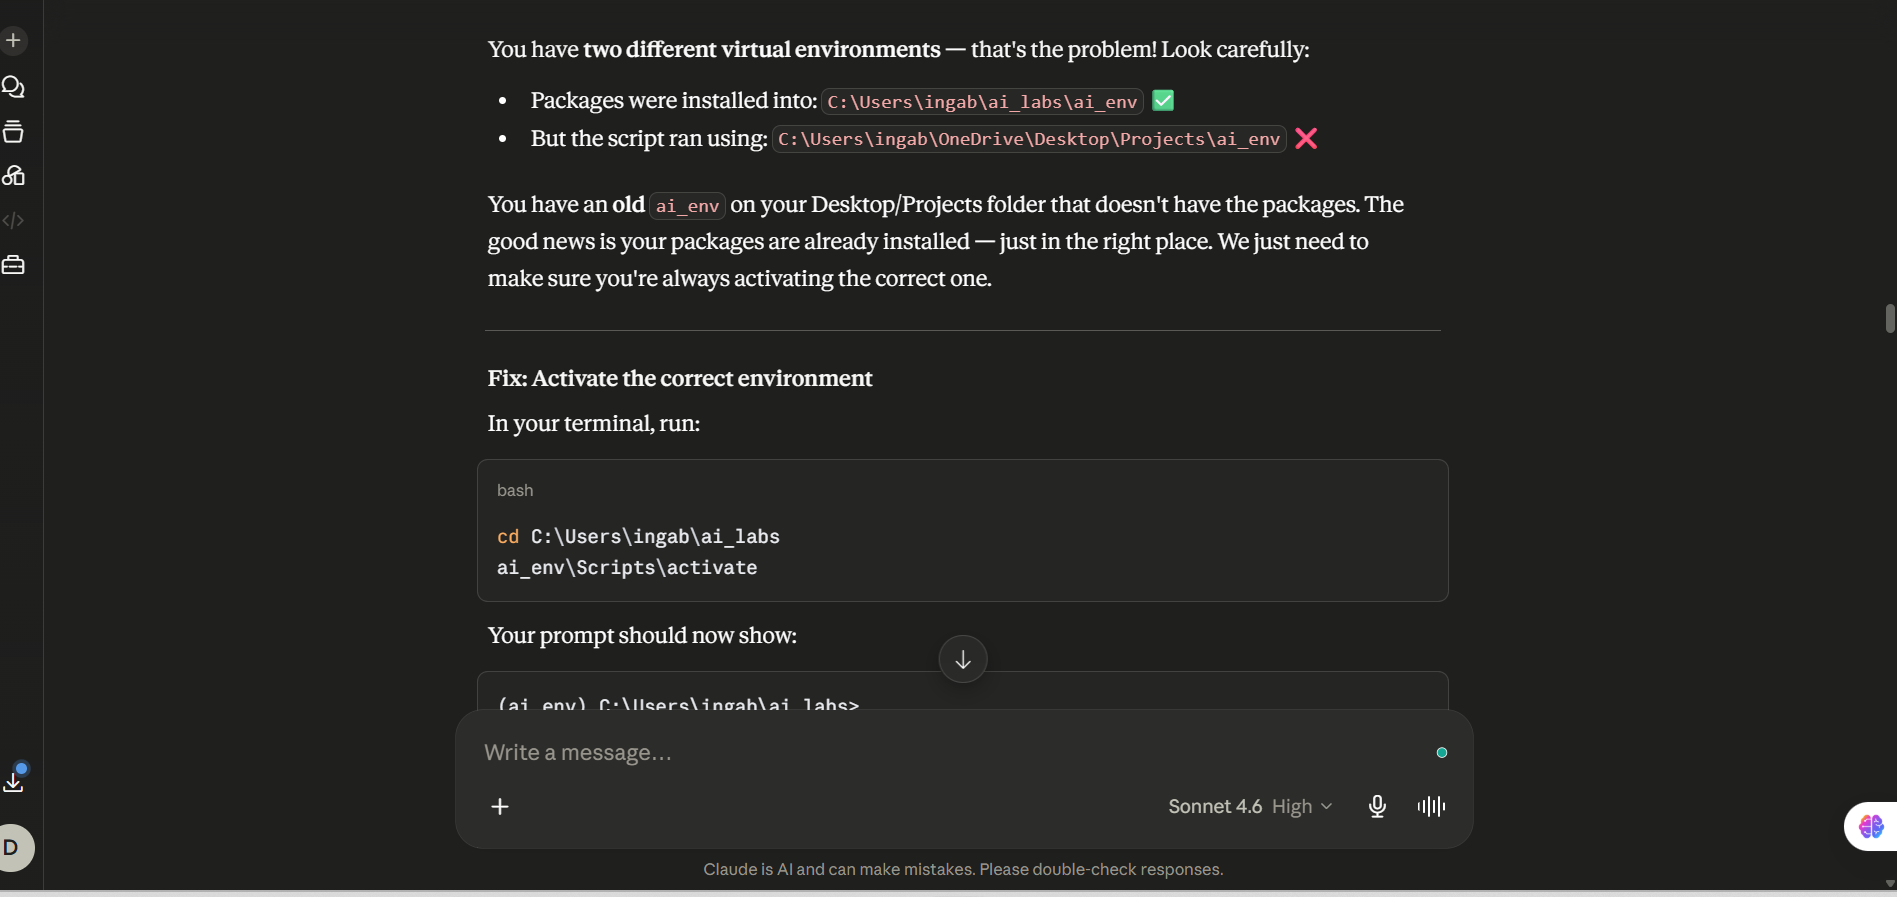 You have two different virtual environments — that's the problem! Look carefully:
• Packages were installed into: C:\Users\ingab\ai_labs\ai_env ✅
• But the script ran using: C:\Users\ingab\OneDrive\Desktop\Projects\ai_env ❌
You have an old ai_env on your Desktop/Projects folder that doesn't have the packages. The
good news is your packages are already installed — just in the right place. We just need to
make sure you're always activating the correct one.
Fix: Activate the correct environment
In your terminal, run:
bash
cd C:\Users\ingab\ai_labs
ai_env\Scripts\activate
Your prompt should now show:
(ai_env) C:\Users\ingab\ai_labs>
Write a message...
Sonnet 4.6 High
D
Claude is AI and can make mistakes. Please double-check responses.